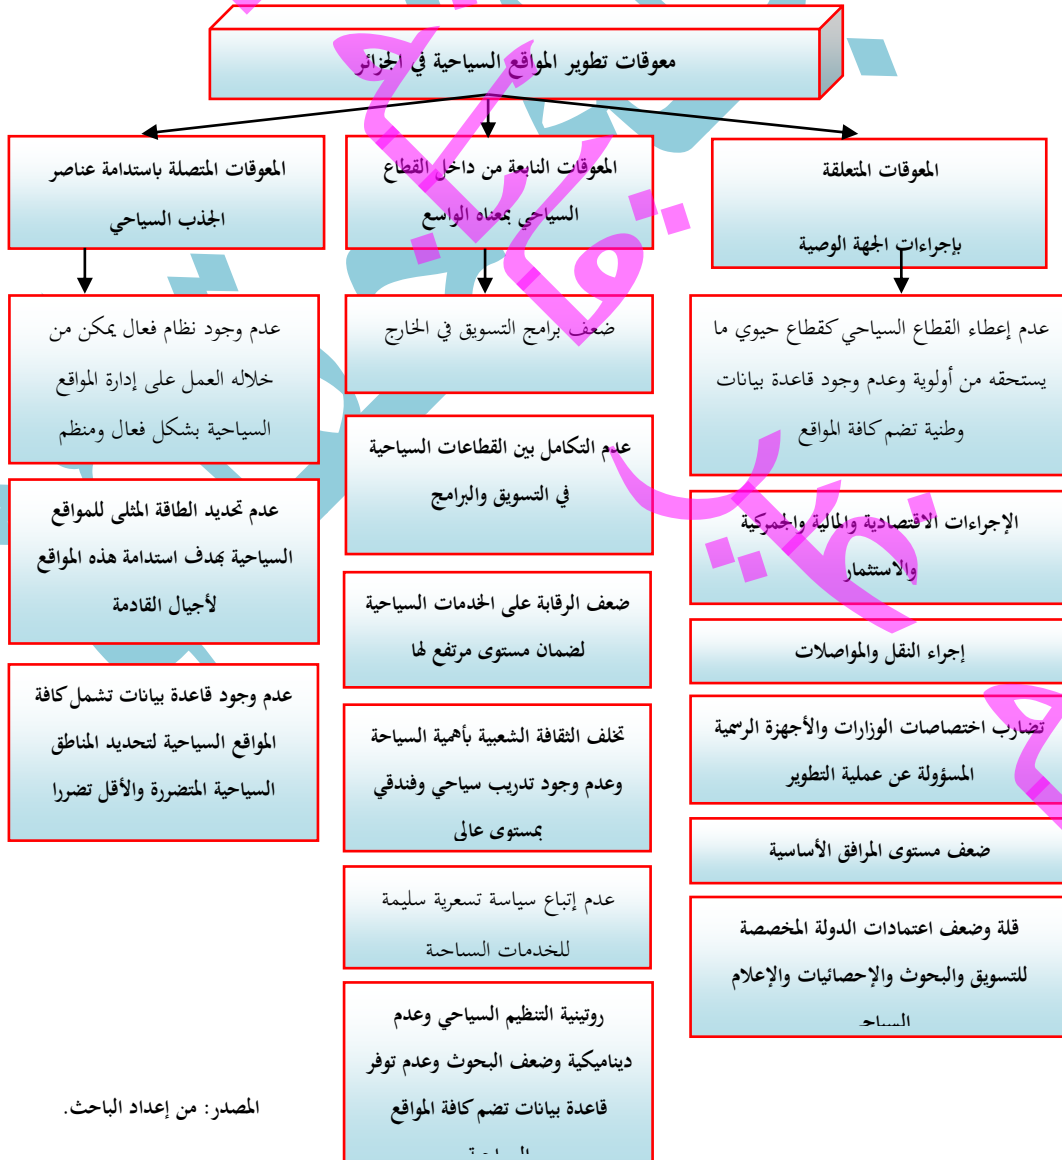 معوقات تطوير المواقع السياحية في الجزائر
المعوقات المتعلقة
بإجراءات الجهة الوصية
عدم إعطاء القطاع السياحي كقطاع حيوي ما
يستحقه من أولوية وعدم وجود قاعدة بيانات
وطنية تضم كافة المواقع
الإجراءات الاقتصادية والمالية والجمركية
والاستثمار
إجراء النقل والمواصلات
تضارب اختصاصات الوزارات والأجهزة الرسمية
المسؤولة عن عملية التطوير
ضعف مستوى المرافق الأساسية
قلة وضعف اعتمادات الدولة المخصصة
للتسويق والبحوث والإحصائيات والإعلام
المعوقات النابعة من داخل القطاع
السياحي بمعناه الواسع
ضعف برامج التسويق في الخارج
عدم التكامل بين القطاعات السياحية
في التسويق والبرامج
ضعف الرقابة على الخدمات السياحية
لضمان مستوى مرتفع لها
تخلف الثقافة الشعبية بأهمية السياحة
وعدم وجود تدريب سياحي وفندقي
بمستوى عالى
عدم إتباع سياسة تسعرية سليمة
للخدمات السياحية
روتينية التنظيم السياحي وعدم
ديناميكية وضعف البحوث وعدم توفر
قاعدة بيانات تضم كافة المواقع
المعوقات المتصلة باستدامة عناصر
الجذب السياحي
عدم وجود نظام فعال يمكن من
خلاله العمل على إدارة المواقع
السياحية بشكل فعال ومنظم
عدم تحديد الطاقة المثلى للمواقع
السياحية بهدف استدامة هذه المواقع
لأجيال القادمة
عدم وجود قاعدة بيانات تشمل كافة
المواقع السياحية لتحديد المناطق
السياحية المتضررة والأقل تضررا
المصدر: من إعداد الباحث.